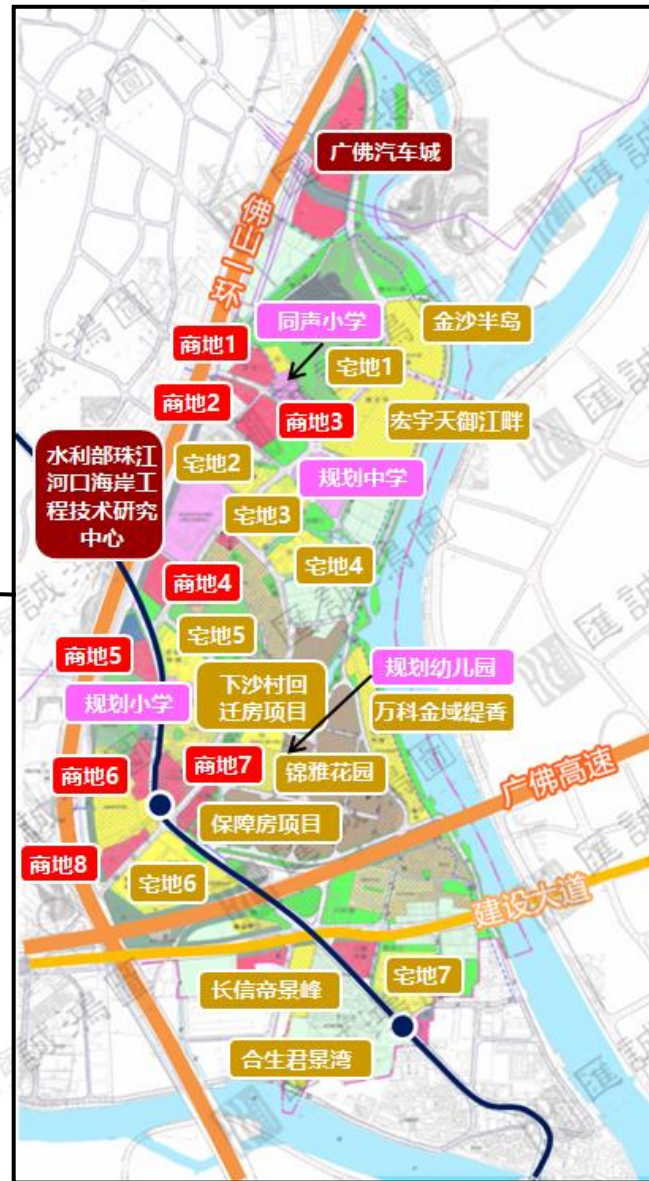 广佛汽车城
佛山一环
同声小学
金沙半岛
商地1
宅地1
商地2
商地3
宏宇天御江畔
水利部珠江
河口海岸工
程技术研究
中心
宅地2
规划中学
宅地3
宅地4
商地4
宅地5
商地5
规划幼儿园
下沙村回
迁房项目
规划小学
万科金域缇香
商地6
商地7
锦雅花园
广佛高速
保障房项目
商地8
宅地6
建设大道
长信帝景峰
宅地7
合生君景湾
匯誠鴻圖